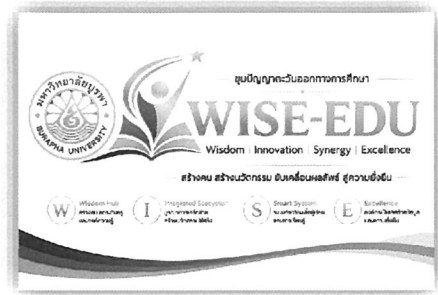 มหาวิทยาลัยบูรพา
BURAPHA UNIVERSITY
ขุมปัญญาตะวันออกทางการศึกษา
WISE-EDU
Wisdom | Innovation | Synergy | Excellence
สร้างคน สร้างนวัตกรรม ขับเคลื่อนผลลัพธ์ สู่ความยั่งยืน
W
Wisdom Hub
I
Integrated Ecosystem
S
Smart System
E
Excellence